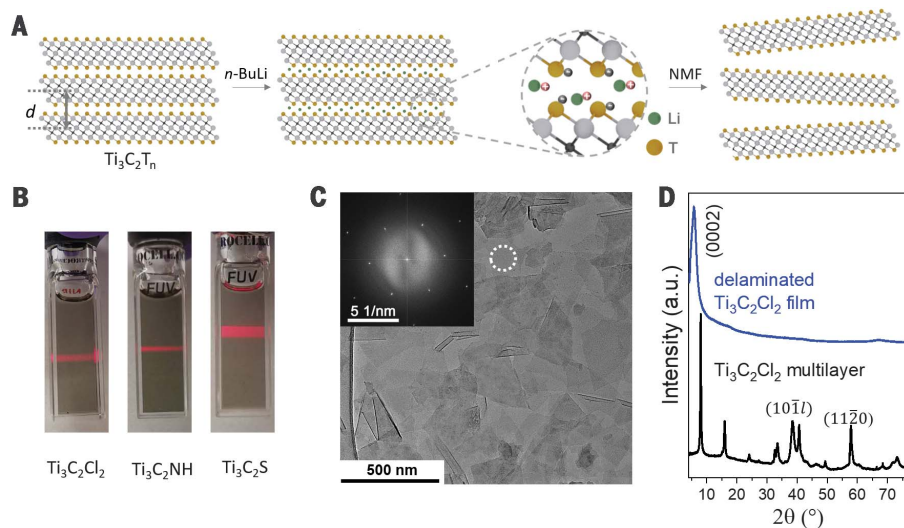 A
n-BuLi
NMF
d
Li
T
Ti₃C₂Tₙ
B
C
D
ROCELL
FUV
FUV
5 1/nm
500 nm
Ti₃C₂Cl₂
Ti₃C₂NH
Ti₃C₂S
Intensity (a.u.)
(0002)
delaminated
Ti₃C₂Cl₂ film
Ti₃C₂Cl₂ multilayer
(101̄l)
(112̄0)
10 20 30 40 50 60 70
2θ (°)